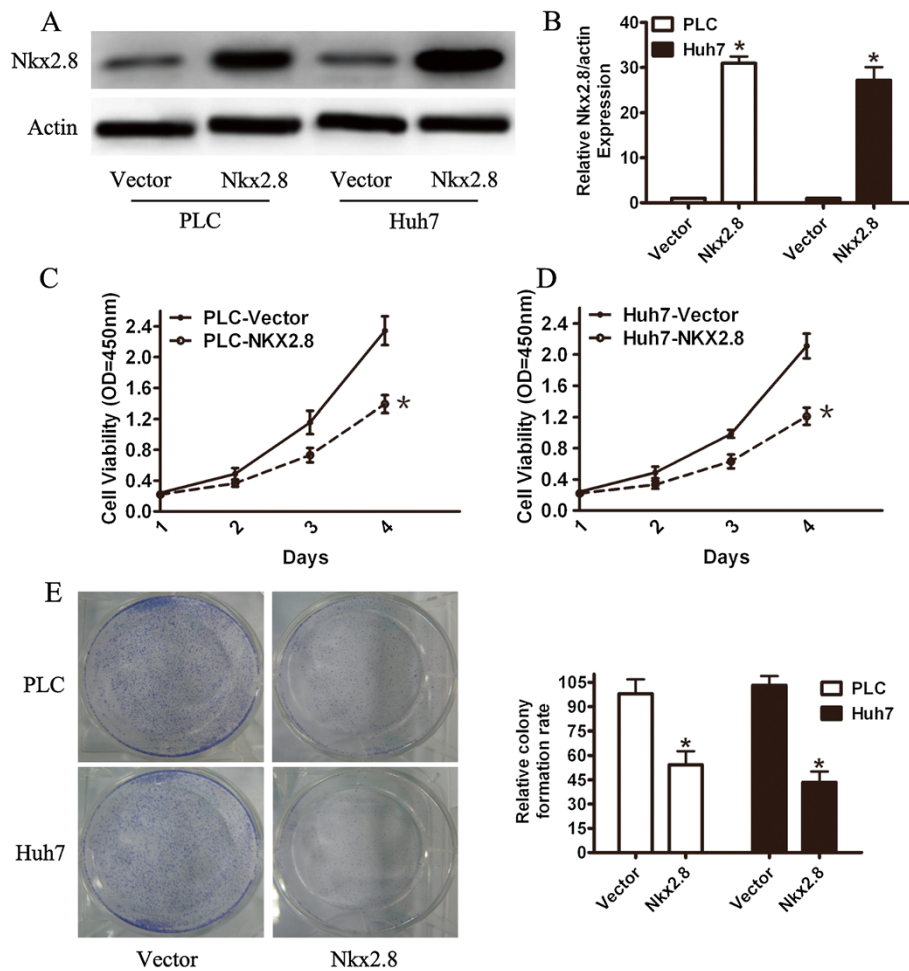 A
Nkx2.8
Actin
Vector Nkx2.8 Vector Nkx2.8
PLC Huh7
B
Relative Nkx2.8/actin
Expression
40
30
20
10
0
PLC
Huh7
* *
Vector Nkx2.8 Vector Nkx2.8
C
Cell Viability (OD=450nm)
2.4
2.0
1.6
1.2
0.8
0.4
0.0
PLC-Vector
PLC-NKX2.8
*
1 2 3 4
Days
D
Cell Viability (OD=450nm)
2.4
2.0
1.6
1.2
0.8
0.4
0.0
Huh7-Vector
Huh7-NKX2.8
*
1 2 3 4
Days
E
PLC
Huh7
Vector Nkx2.8
Relative colony
formation rate
105
90
75
60
45
30
15
0
PLC
Huh7
* *
Vector Nkx2.8 Vector Nkx2.8